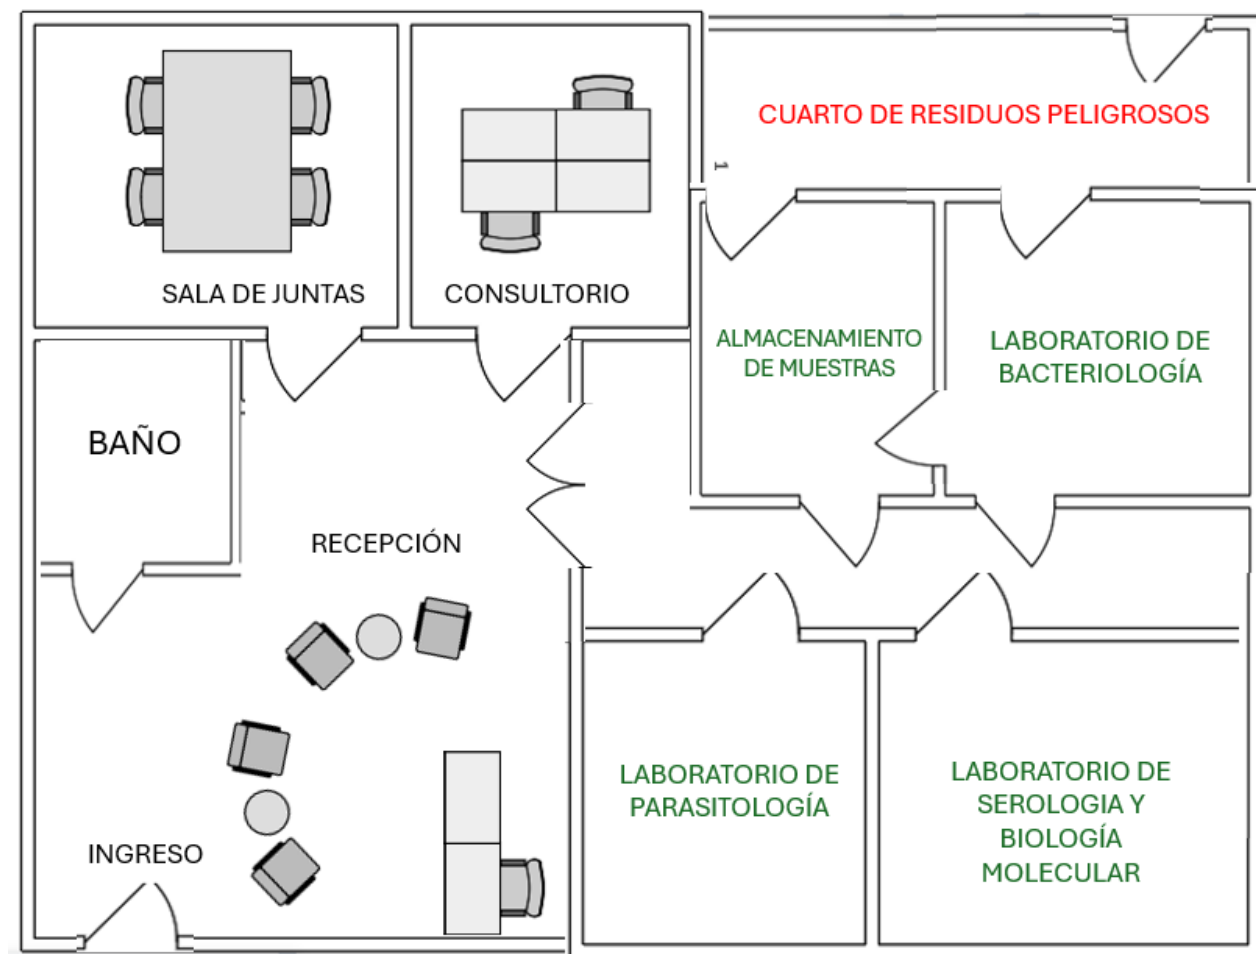 CUARTO DE RESIDUOS PELIGROSOS
1
SALA DE JUNTAS
CONSULTORIO
ALMACENAMIENTO
DE MUESTRAS
LABORATORIO DE
BACTERIOLOGÍA
BAÑO
RECEPCIÓN
LABORATORIO DE
PARASITOLOGÍA
LABORATORIO DE
SEROLOGIA Y
BIOLOGÍA
MOLECULAR
INGRESO